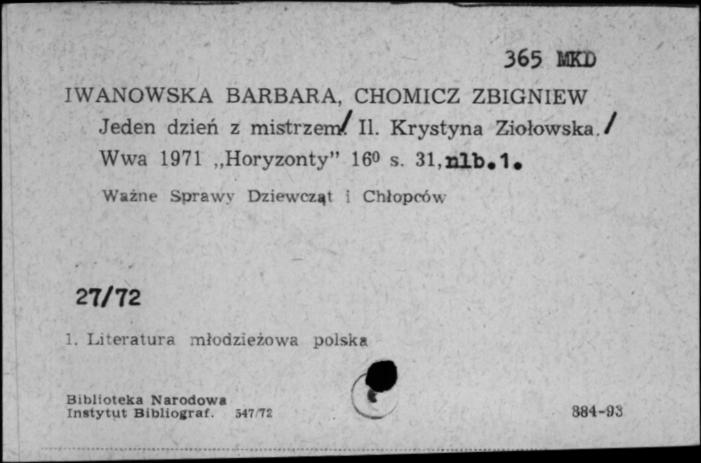 365 MKD
IWANOWSKA BARBARA, CHOMICZ ZBIGNIEW
Jeden dzień z mistrzem/ Il. Krystyna Ziołowska./
Wwa 1971 „Horyzonty” 16⁰ s. 31, nlb.1.
Ważne Sprawy Dziewcząt i Chłopców
27/72
1. Literatura młodzieżowa polska
Biblioteka Narodowa
Instytut Bibliograf. 547/72
884-93